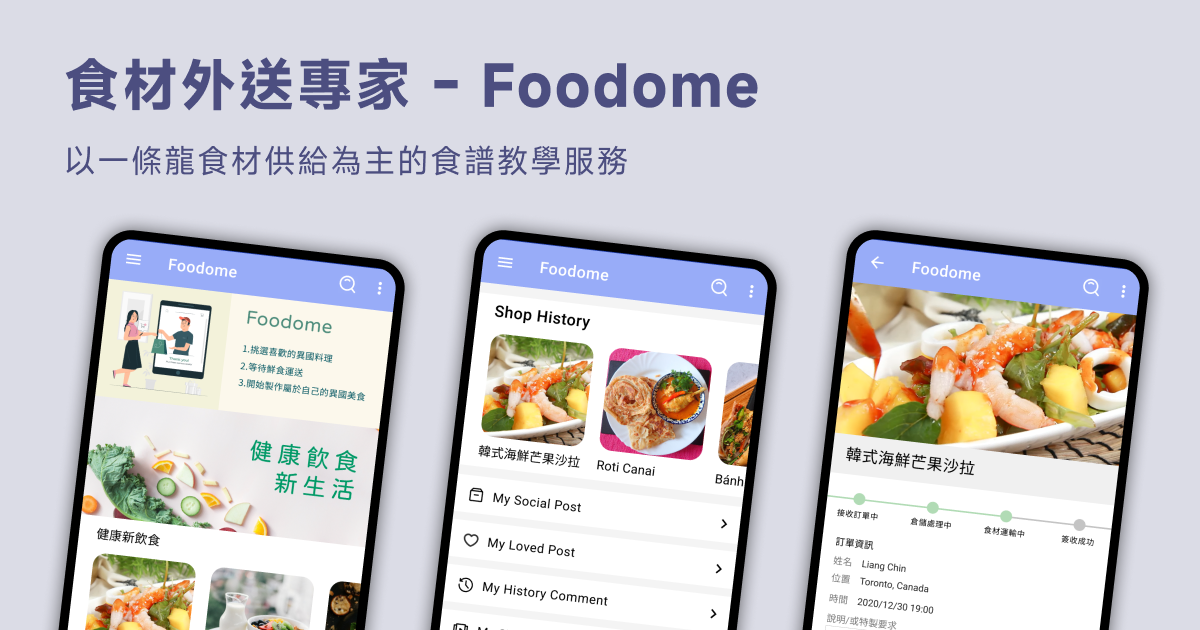 食材外送專家 - Foodome
以一條龍食材供給為主的食譜教學服務
Foodome
Foodome
1.挑選喜歡的異國料理
2.等待鮮食運送
3.開始製作屬於自己的異國美食
健康飲食
新生活
健康新飲食
Foodome
Shop History
韓式海鮮芒果沙拉
Roti Canai
Bánh
My Social Post
My Loved Post
My History Comment
Foodome
韓式海鮮芒果沙拉
接收訂單中
倉儲處理中
食材運輸中
簽收成功
訂單資訊
姓名 Liang Chin
位置 Toronto, Canada
時間 2020/12/30 19:00
說明/或特製要求